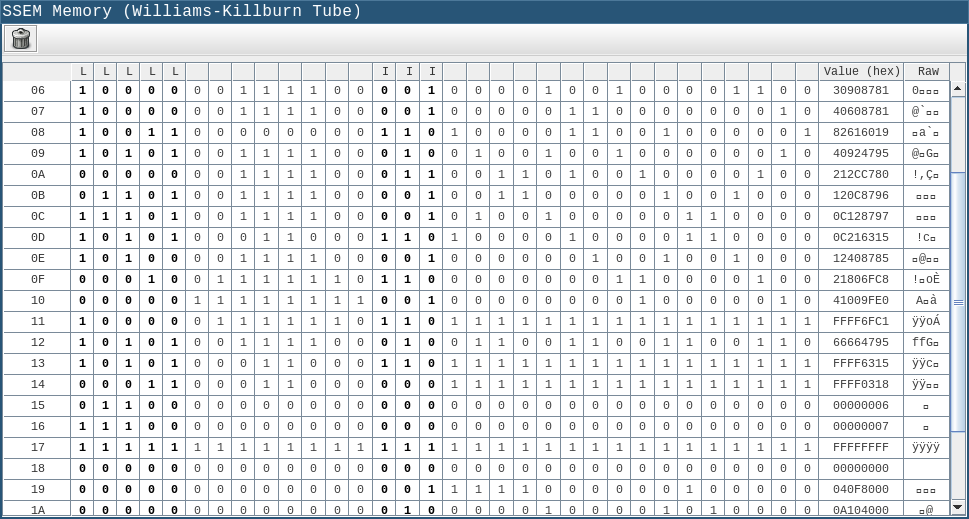 SSEM Memory (Williams-Killburn Tube)
L L L L L I I I Value (hex) Raw
06 1 0 0 0 0 0 0 1 1 1 1 0 0 0 0 1 0 0 0 0 1 0 0 1 0 0 0 0 1 1 0 0 30908781 0▯▯▯
07 1 0 0 0 0 0 0 1 1 1 1 0 0 0 0 1 0 0 0 0 0 1 1 0 0 0 0 0 0 0 1 0 40608781 @`▯▯
08 1 0 0 1 1 0 0 0 0 0 0 0 0 1 1 0 1 0 0 0 0 1 1 0 0 1 0 0 0 0 0 1 82616019 ▯a`▯
09 1 0 1 0 1 0 0 1 1 1 1 0 0 0 1 0 0 1 0 0 1 0 0 1 0 0 0 0 0 0 1 0 40924795 @▯G▯
0A 0 0 0 0 0 0 0 1 1 1 1 0 0 0 1 1 0 0 1 1 0 1 0 0 1 0 0 0 0 1 0 0 212CC780 !,Ç▯
0B 0 1 1 0 1 0 0 1 1 1 1 0 0 0 0 1 0 0 1 1 0 0 0 0 0 1 0 0 1 0 0 0 120C8796 ▯▯▯
0C 1 1 1 0 1 0 0 1 1 1 1 0 0 0 0 1 0 1 0 0 1 0 0 0 0 0 1 1 0 0 0 0 0C128797 ▯▯▯
0D 1 0 1 0 1 0 0 0 1 1 0 0 0 1 1 0 1 0 0 0 0 1 0 0 0 0 1 1 0 0 0 0 0C216315 !c▯
0E 1 0 1 0 0 0 0 1 1 1 1 0 0 0 0 1 0 0 0 0 0 0 1 0 0 1 0 0 1 0 0 0 12408785 ▯@▯▯
0F 0 0 0 1 0 0 1 1 1 1 1 1 0 1 1 0 0 0 0 0 0 0 0 1 1 0 0 0 0 1 0 0 21806FC8 !▯oÈ
10 0 0 0 0 0 1 1 1 1 1 1 1 1 0 0 1 0 0 0 0 0 0 0 0 1 0 0 0 0 0 1 0 41009FE0 A▯à
11 1 0 0 0 0 0 1 1 1 1 1 1 0 1 1 0 1 1 1 1 1 1 1 1 1 1 1 1 1 1 1 1 FFFF6FC1 ÿÿoÁ
12 1 0 1 0 1 0 0 1 1 1 1 0 0 0 1 0 0 1 1 0 0 1 1 0 0 1 1 0 0 1 1 0 66664795 ffG▯
13 1 0 1 0 1 0 0 0 1 1 0 0 0 1 1 0 1 1 1 1 1 1 1 1 1 1 1 1 1 1 1 1 FFFF6315 ÿÿc▯
14 0 0 0 1 1 0 0 0 1 1 0 0 0 0 0 0 1 1 1 1 1 1 1 1 1 1 1 1 1 1 1 1 FFFF0318 ÿÿ▯▯
15 0 1 1 0 0 0 0 0 0 0 0 0 0 0 0 0 0 0 0 0 0 0 0 0 0 0 0 0 0 0 0 0 00000006 ▯
16 1 1 1 0 0 0 0 0 0 0 0 0 0 0 0 0 0 0 0 0 0 0 0 0 0 0 0 0 0 0 0 0 00000007 ▯
17 1 1 1 1 1 1 1 1 1 1 1 1 1 1 1 1 1 1 1 1 1 1 1 1 1 1 1 1 1 1 1 1 FFFFFFFF ÿÿÿÿ
18 0 0 0 0 0 0 0 0 0 0 0 0 0 0 0 0 0 0 0 0 0 0 0 0 0 0 0 0 0 0 0 0 00000000
19 0 0 0 0 0 0 0 0 0 0 0 0 0 0 0 1 1 1 1 1 0 0 0 0 0 0 1 0 0 0 0 0 040F8000 ▯▯▯
1A 0 0 0 0 0 0 0 0 0 0 0 0 0 0 1 0 0 0 0 0 1 0 0 0 0 1 0 1 0 0 0 0 0A104000 ▯@